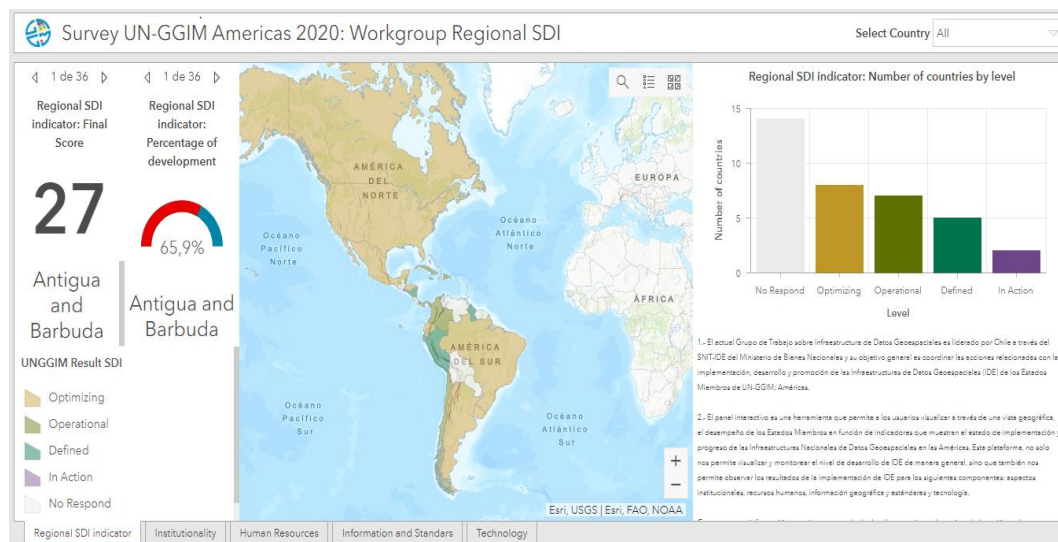 Survey UN-GGIM Americas 2020: Workgroup Regional SDI
Select Country
All
1 de 36
1 de 36
Regional SDI
indicator: Final
Score
27
Antigua
and
Barbuda
Regional SDI
indicator:
Percentage of
development
65,9%
Antigua and
Barbuda
UNGGIM Result SDI
Optimizing
Operational
Defined
In Action
No Respond
AMÉRICA
DEL
NORTE
EUROPA
Océano
Pacífico
Norte
Océano
Atlántico
Norte
ÁFRICA
AMÉRICA
DEL SUR
Océano
Pacífico
Sur
Océano
Atlántico
Sur
+
−
Esri, USGS | Esri, FAO, NOAA
Regional SDI indicator: Number of countries by level
Number of countries
15
10
5
0
No Respond
Optimizing
Operational
Defined
In Action
Level
1.- El actual Grupo de Trabajo sobre Infraestructura de Datos Geoespaciales es liderado por Chile a través del
SNIT-IDE del Ministerio de Bienes Nacionales y su objetivo general es coordinar las acciones relacionadas con la
implementación, desarrollo y promoción de las Infraestructuras de Datos Geoespaciales (IDE) de los Estados
Miembros de UN-GGIM: Américas.
2.- El panel interactivo es una herramienta que permite a los usuarios visualizar a través de una vista geográfica,
el desempeño de los Estados Miembros en función de indicadores que muestran el estado de implementación y
progreso de las Infraestructuras Nacionales de Datos Geoespaciales en las Américas. Esta plataforma, no solo
nos permite visualizar y monitorear el nivel de desarrollo de IDE de manera general, sino que también nos
permite observar los resultados de la implementación de IDE para los siguientes componentes: aspectos
institucionales, recursos humanos, información geográfica y estándares y tecnología.
Regional SDI indicator
Institutionality
Human Resources
Information and Standars
Technology